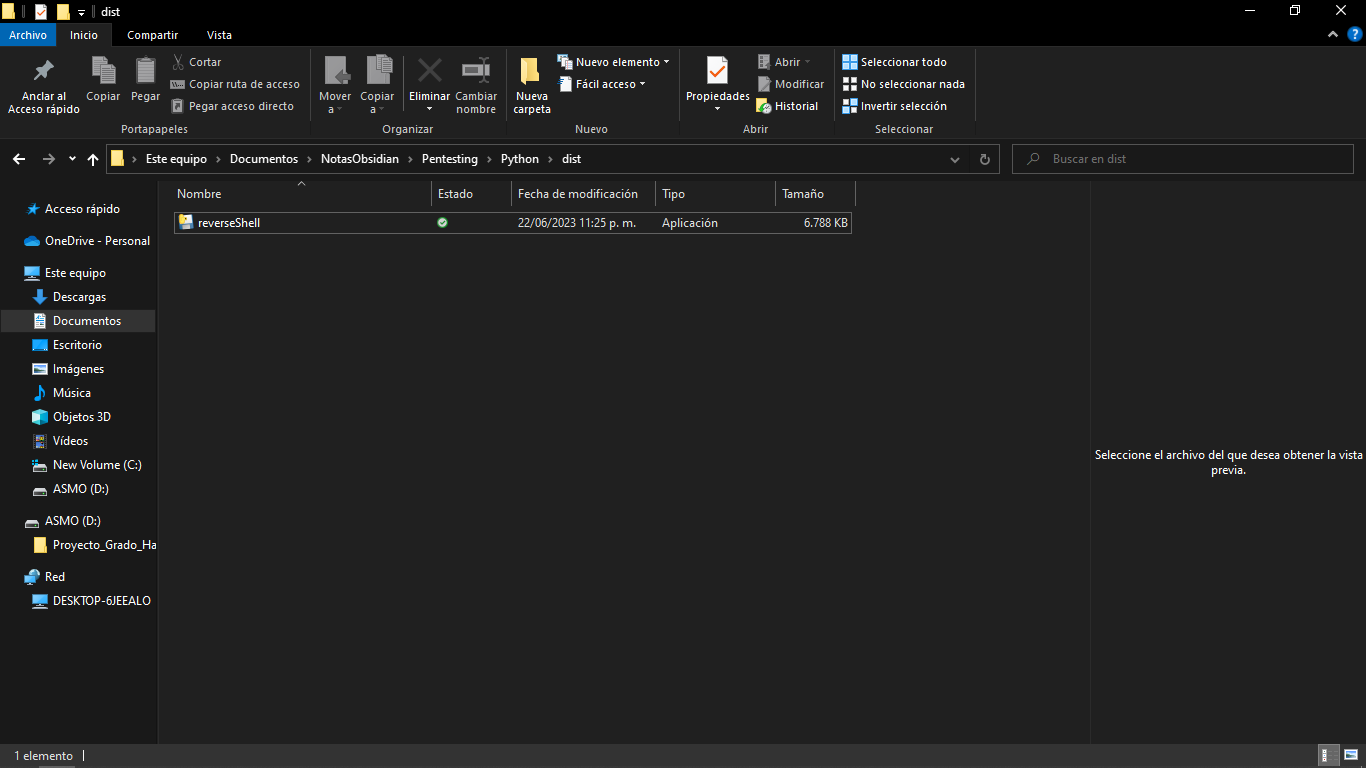 dist
Archivo Inicio Compartir Vista
Anclar al
Acceso rápido
Copiar
Pegar
Cortar
Copiar ruta de acceso
Pegar acceso directo
Portapapeles
Mover
a
Copiar
a
Eliminar
Cambiar
nombre
Organizar
Nueva
carpeta
Nuevo elemento
Fácil acceso
Nuevo
Propiedades
Abrir
Modificar
Historial
Abrir
Seleccionar todo
No seleccionar nada
Invertir selección
Seleccionar
Este equipo > Documentos > NotasObsidian > Pentesting > Python > dist
Buscar en dist
Nombre Estado Fecha de modificación Tipo Tamaño
reverseShell 22/06/2023 11:25 p. m. Aplicación 6.788 KB
Acceso rápido
OneDrive - Personal
Este equipo
Descargas
Documentos
Escritorio
Imágenes
Música
Objetos 3D
Vídeos
New Volume (C:)
ASMO (D:)
ASMO (D:)
Proyecto_Grado_Ha
Red
DESKTOP-6JEEALO
Seleccione el archivo del que desea obtener la vista
previa.
1 elemento